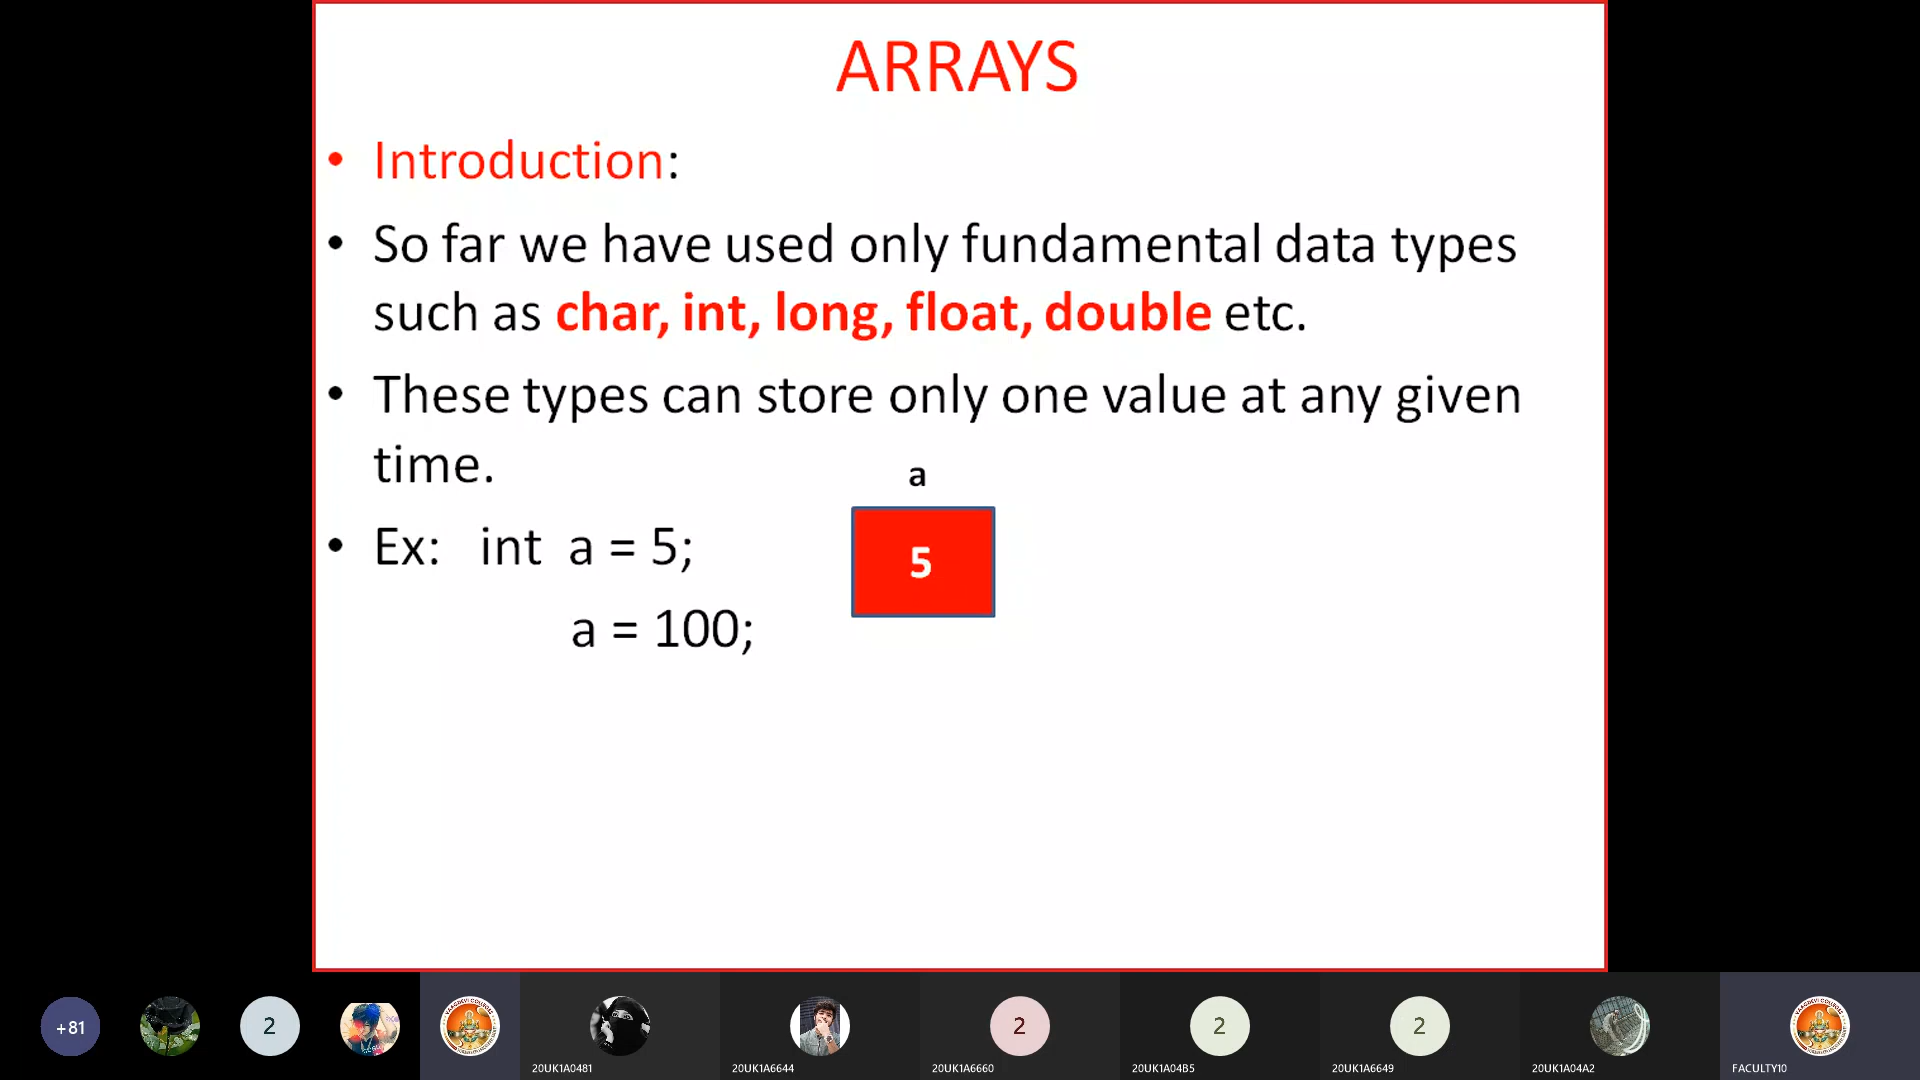 ARRAYS
• Introduction:
• So far we have used only fundamental data types
such as char, int, long, float, double etc.
• These types can store only one value at any given
time.
a
• Ex: int a = 5;
5
a = 100;
+81
2
2
2
2
20UK1A0481
20UK1A6644
20UK1A6660
20UK1A04B5
20UK1A6649
20UK1A04A2
FACULTY10